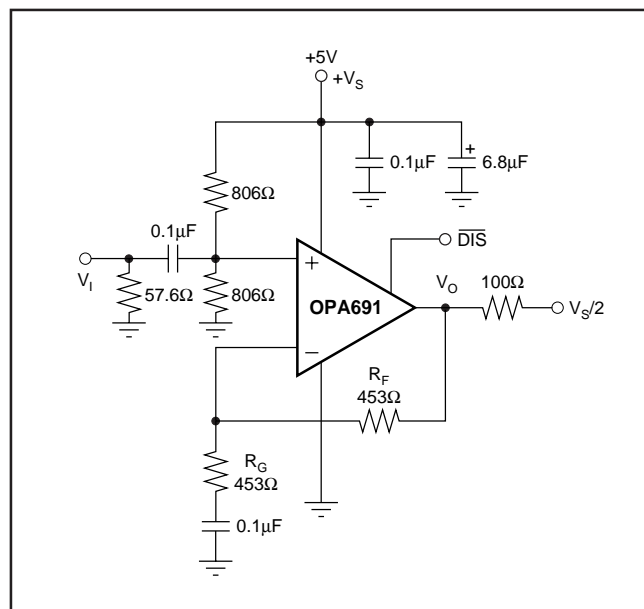 +5V
+V_S
0.1µF
6.8µF
806Ω
0.1µF
DIS
V_I
57.6Ω
806Ω
+
OPA691
−
V_O
100Ω
V_S/2
R_F
453Ω
R_G
453Ω
0.1µF
+